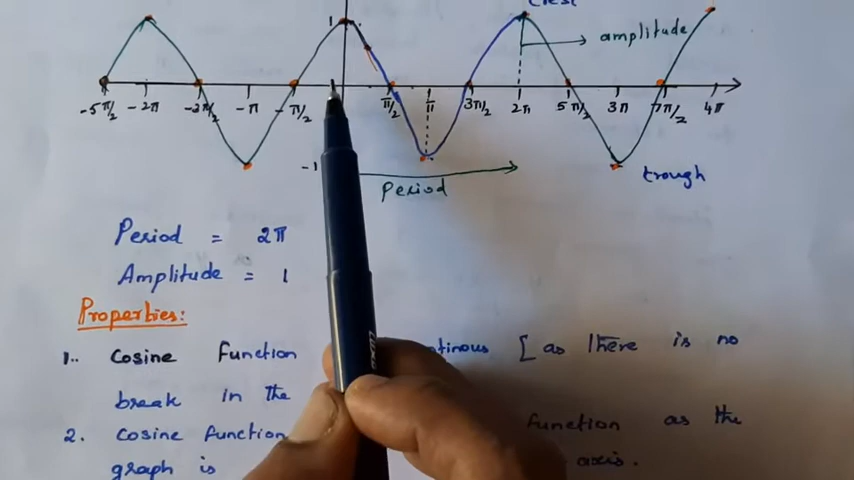 crest
1
amplitude
-5π/2 -2π -3π/2 -π -π/2 π/2 π 3π/2 2π 5π/2 3π 7π/2 4π
-1
Period
trough
Period = 2π
Amplitude = 1
Properties:
1. Cosine Function tinous [as there is no
break in the
2. Cosine function function as the
graph is axis.